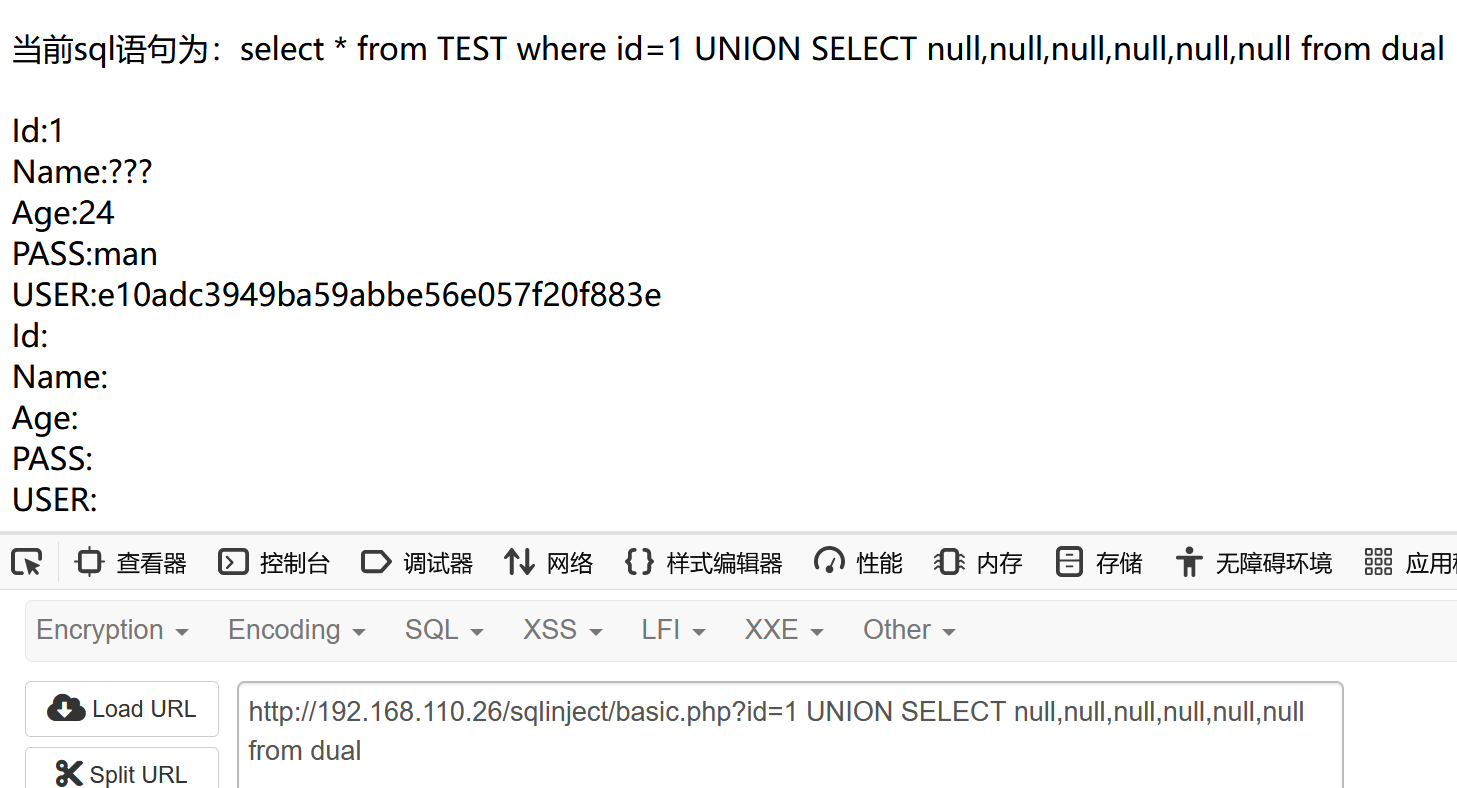 当前sql语句为：select * from TEST where id=1 UNION SELECT null,null,null,null,null,null from dual
Id:1
Name:???
Age:24
PASS:man
USER:e10adc3949ba59abbe56e057f20f883e
Id:
Name:
Age:
PASS:
USER:
查看器 控制台 调试器 网络 样式编辑器 性能 内存 存储 无障碍环境 应用
Encryption Encoding SQL XSS LFI XXE Other
Load URL
http://192.168.110.26/sqlinject/basic.php?id=1 UNION SELECT null,null,null,null,null,null
from dual
Split URL